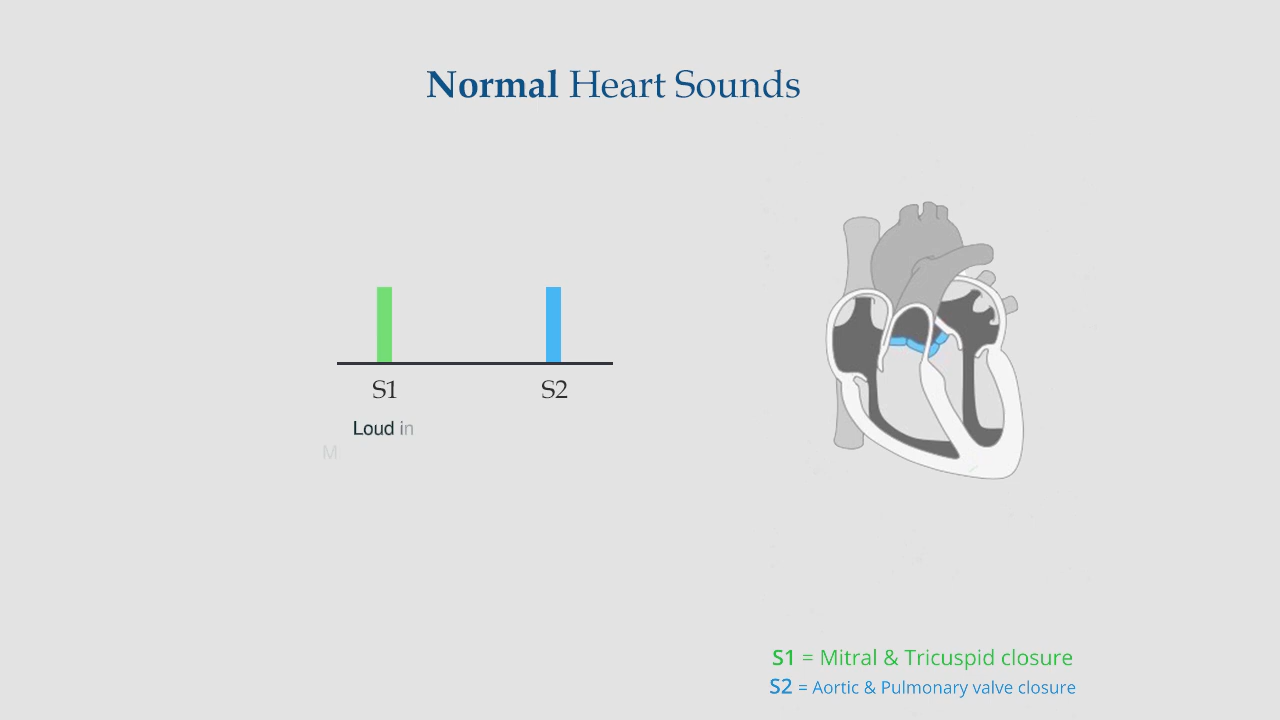 Normal Heart Sounds
S1 S2
Loud in
M
S1 = Mitral & Tricuspid closure
S2 = Aortic & Pulmonary valve closure